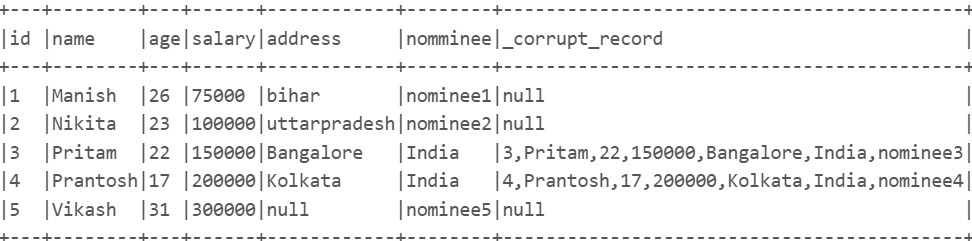 +---+--------+---+------+------------+--------+-------------------------------------------+
|id |name    |age|salary|address     |nomminee|_corrupt_record                            |
+---+--------+---+------+------------+--------+-------------------------------------------+
|1  |Manish  |26 |75000 |bihar       |nominee1|null                                       |
|2  |Nikita  |23 |100000|uttarpradesh|nominee2|null                                       |
|3  |Pritam  |22 |150000|Bangalore   |India   |3,Pritam,22,150000,Bangalore,India,nominee3|
|4  |Prantosh|17 |200000|Kolkata     |India   |4,Prantosh,17,200000,Kolkata,India,nominee4|
|5  |Vikash  |31 |300000|null        |nominee5|null                                       |
+---+--------+---+------+------------+--------+-------------------------------------------+